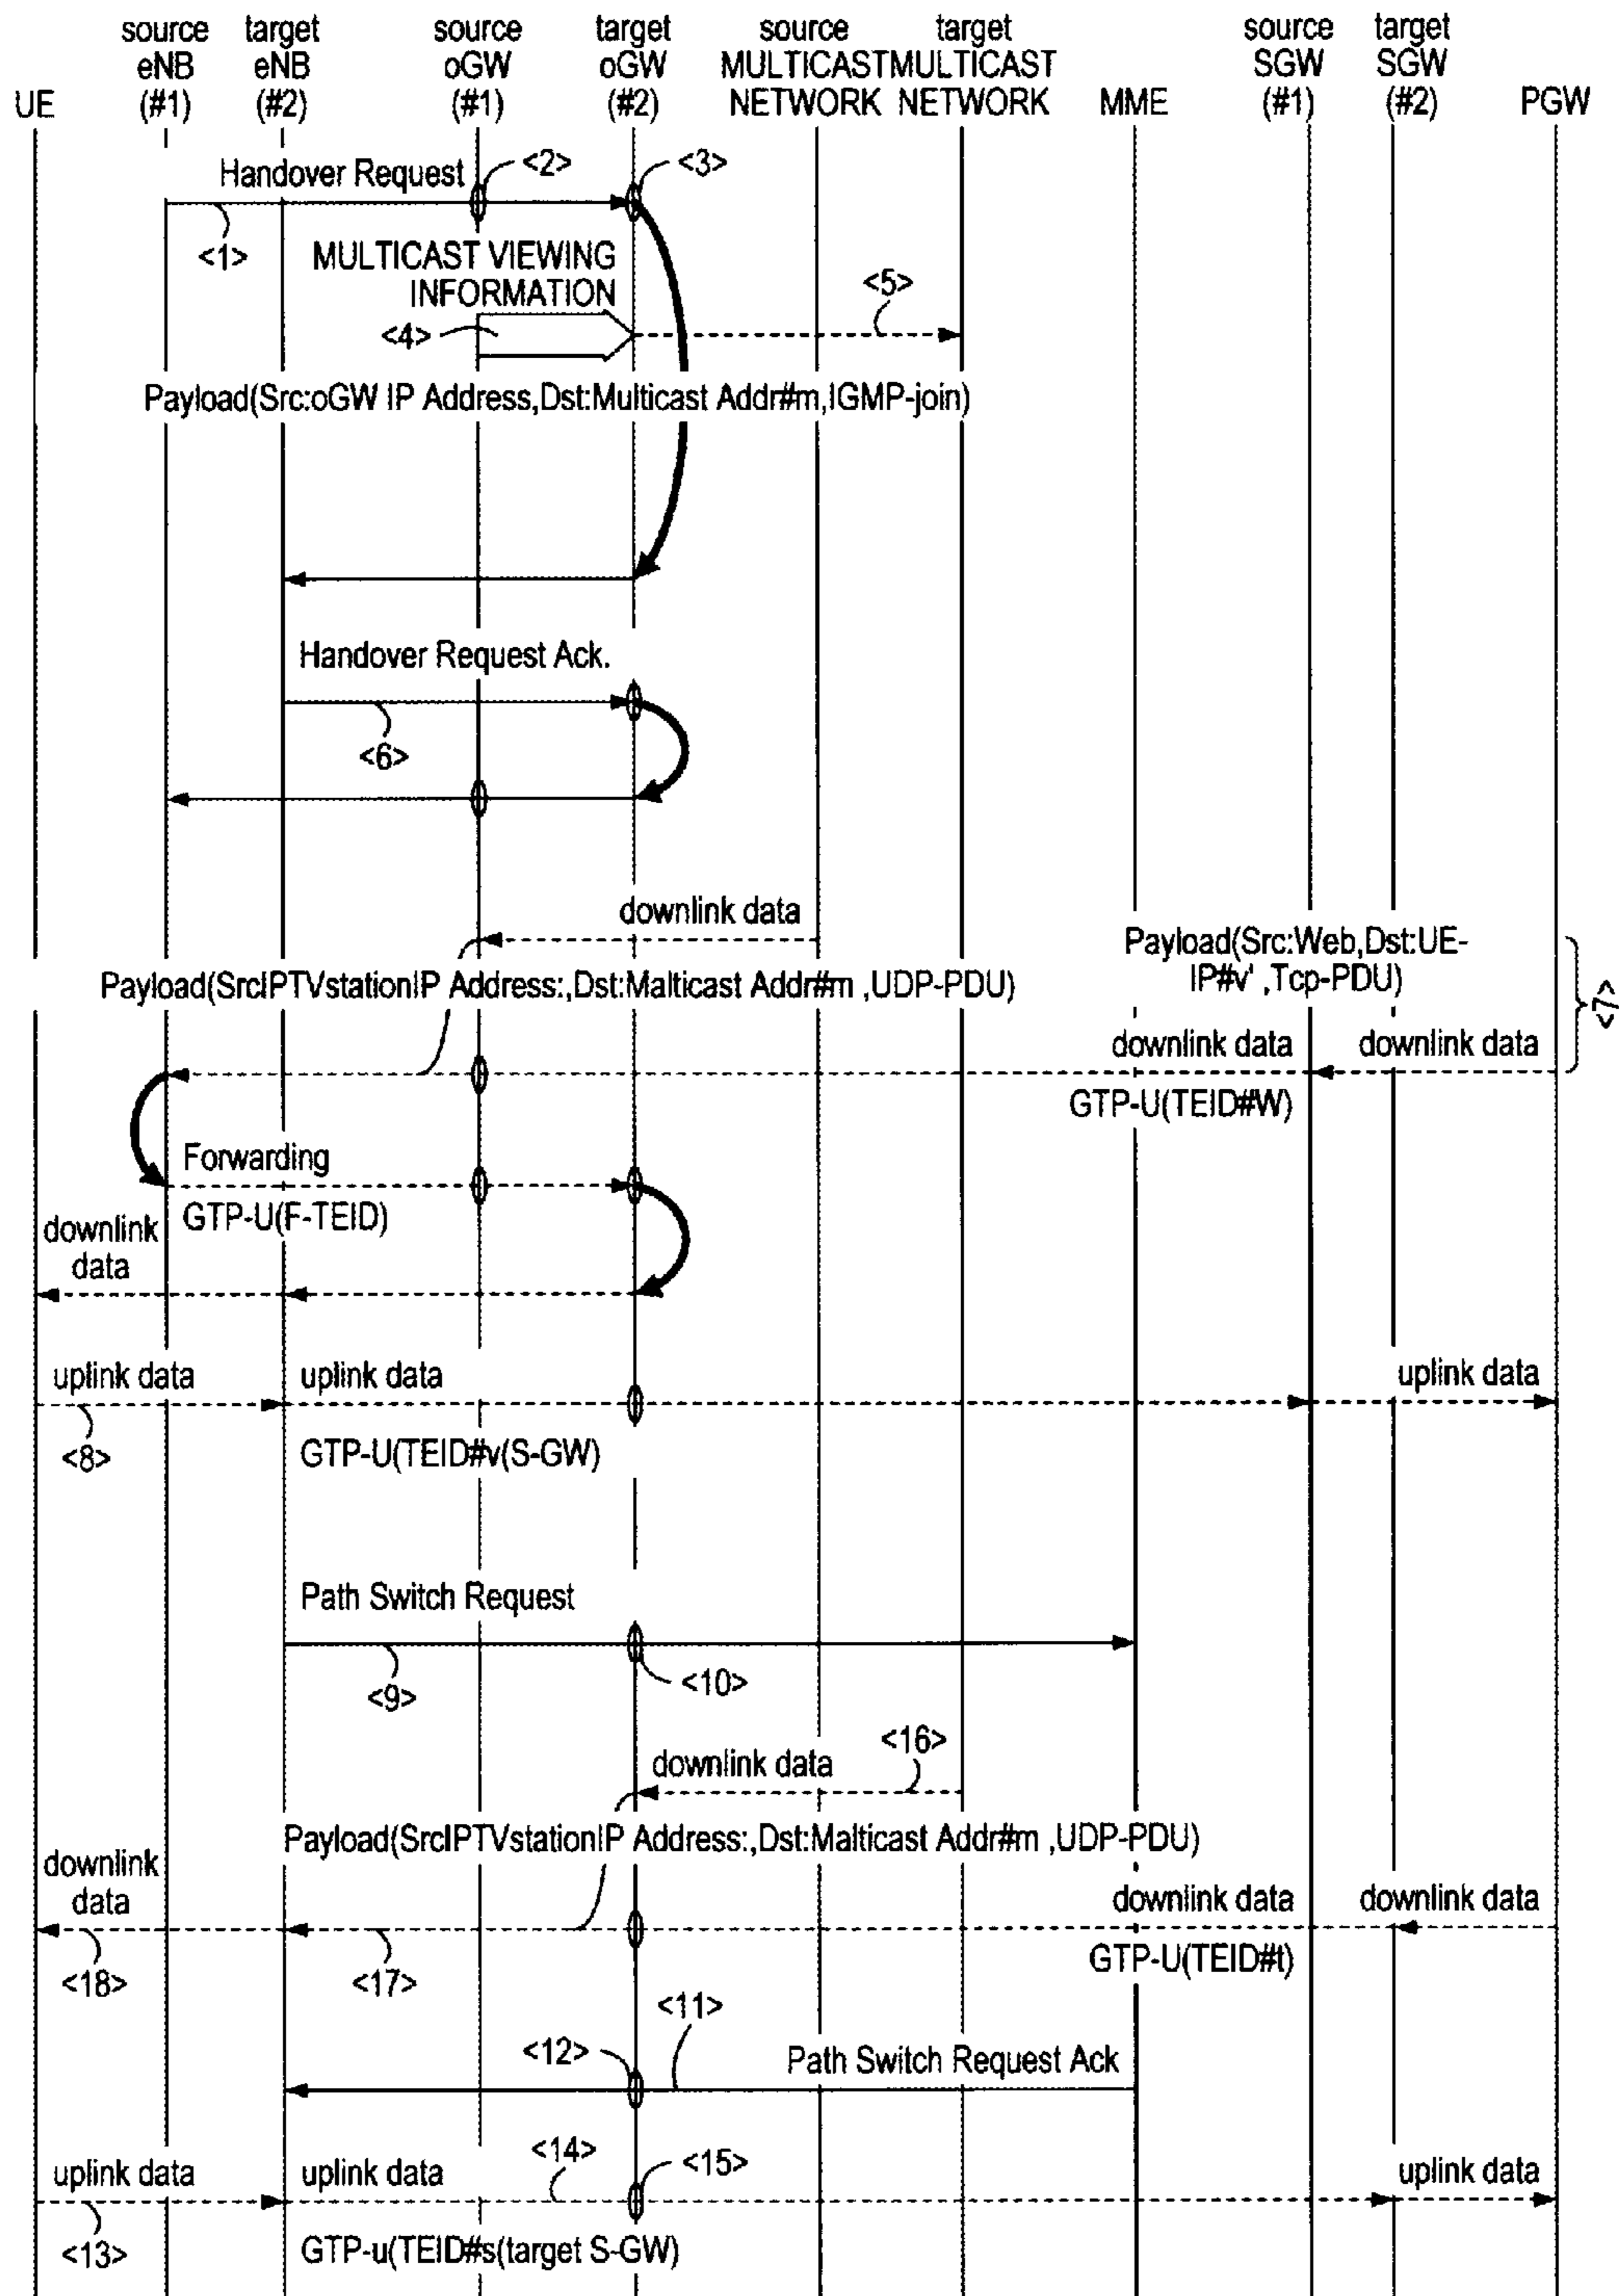 source target source target source target source target
eNB eNB oGW oGW MULTICAST MULTICAST SGW SGW
UE (#1) (#2) (#1) (#2) NETWORK NETWORK MME (#1) (#2) PGW
Handover Request <2> <3>
<1>
MULTICAST VIEWING
INFORMATION
<4> <5>
Payload(Src:oGW IP Address,Dst:Multicast Addr#m,IGMP-join)
Handover Request Ack.
<6>
downlink data
Payload(SrcIPTVstationIP Address:,Dst:Malticast Addr#m ,UDP-PDU)
Payload(Src:Web,Dst:UE-
IP#v' ,Tcp-PDU)
<7>
downlink data downlink data
GTP-U(TEID#W)
Forwarding
GTP-U(F-TEID)
downlink
data
uplink data uplink data uplink data
<8>
GTP-U(TEID#v(S-GW)
Path Switch Request
<9> <10>
<16>
downlink data
Payload(SrcIPTVstationIP Address:,Dst:Malticast Addr#m ,UDP-PDU)
downlink
data
downlink data downlink data
<18> <17>
GTP-U(TEID#t)
<11>
<12> Path Switch Request Ack
<14> <15>
uplink data uplink data uplink data
<13>
GTP-u(TEID#s(target S-GW)